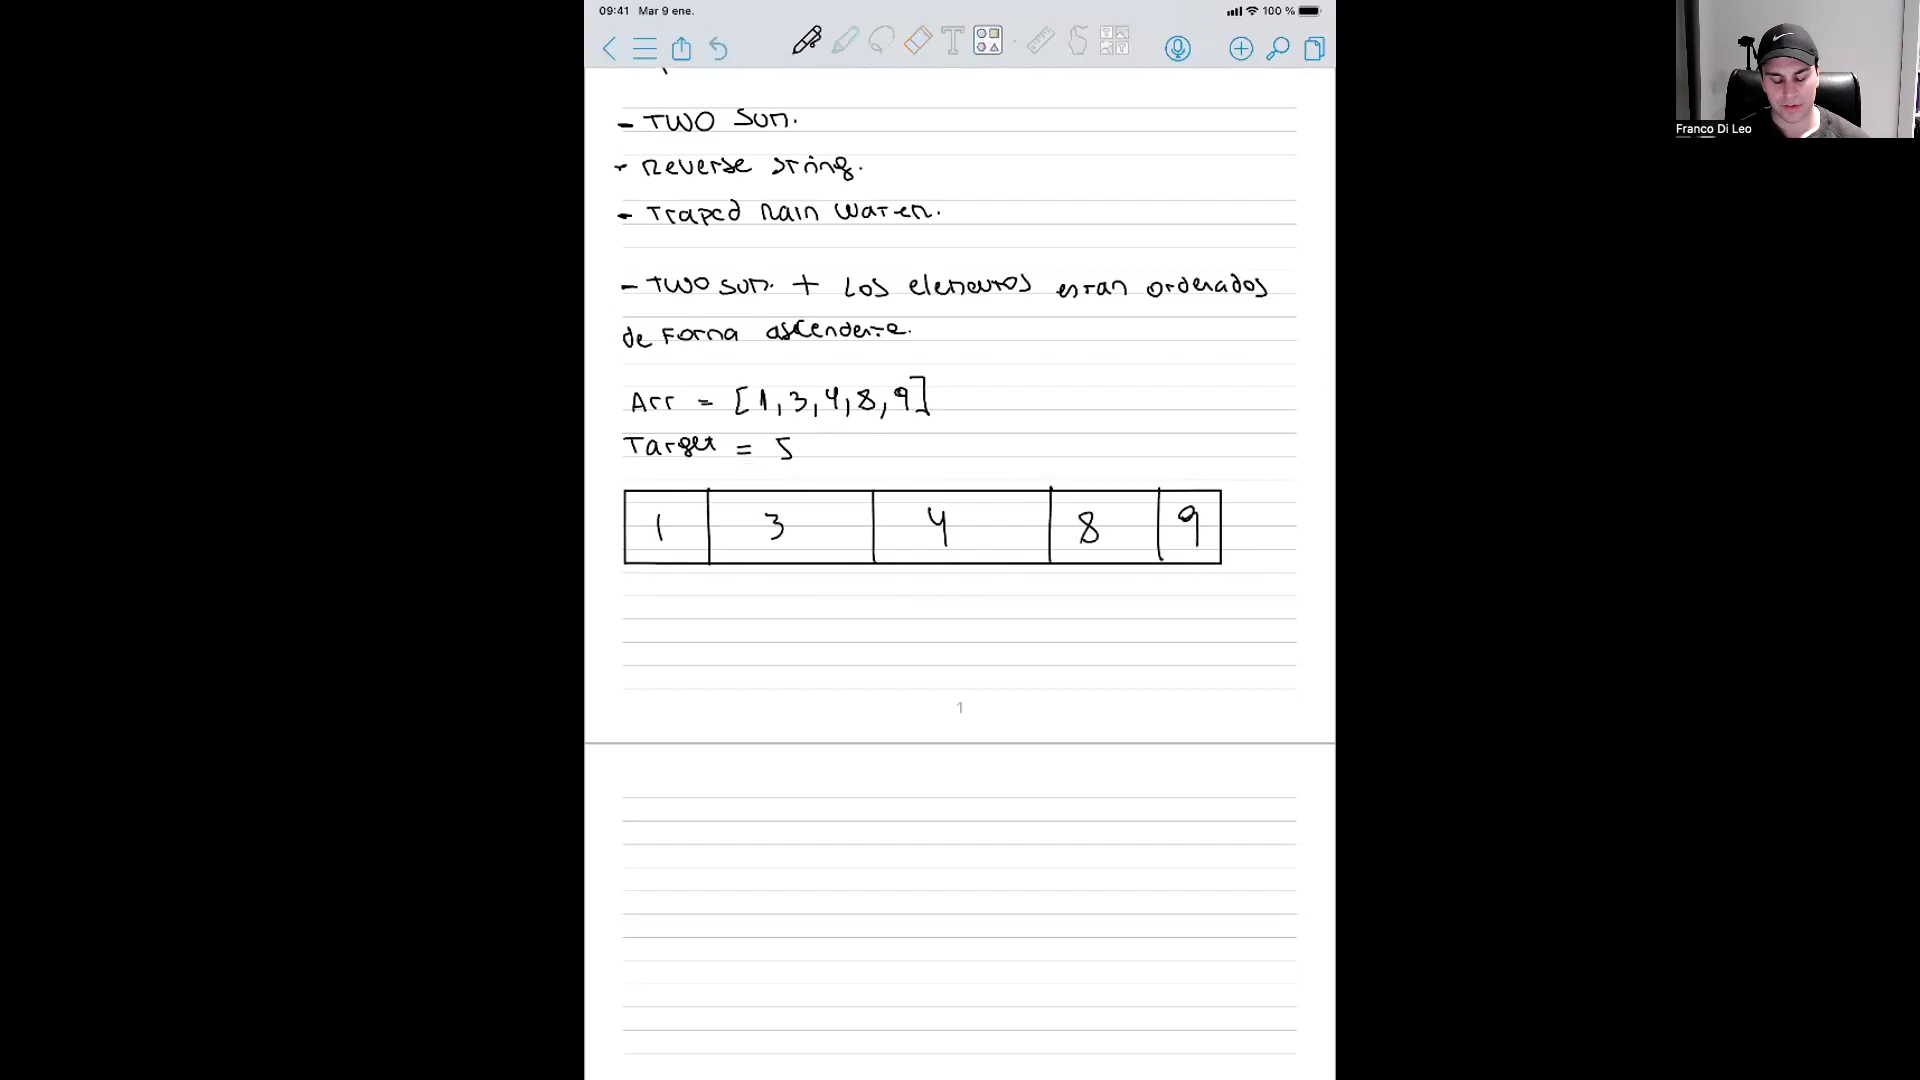 09:41 Mar 9 ene.
100 %
Franco Di Leo
- TWO SUM.
- Reverse string.
- Traped Rain Water.
- TWO SUM. + Los elementos estan ordenados
de Forma ascendente.
Arr = [1,3,4,8,9]
Target = 5
1 3 4 8 9
1